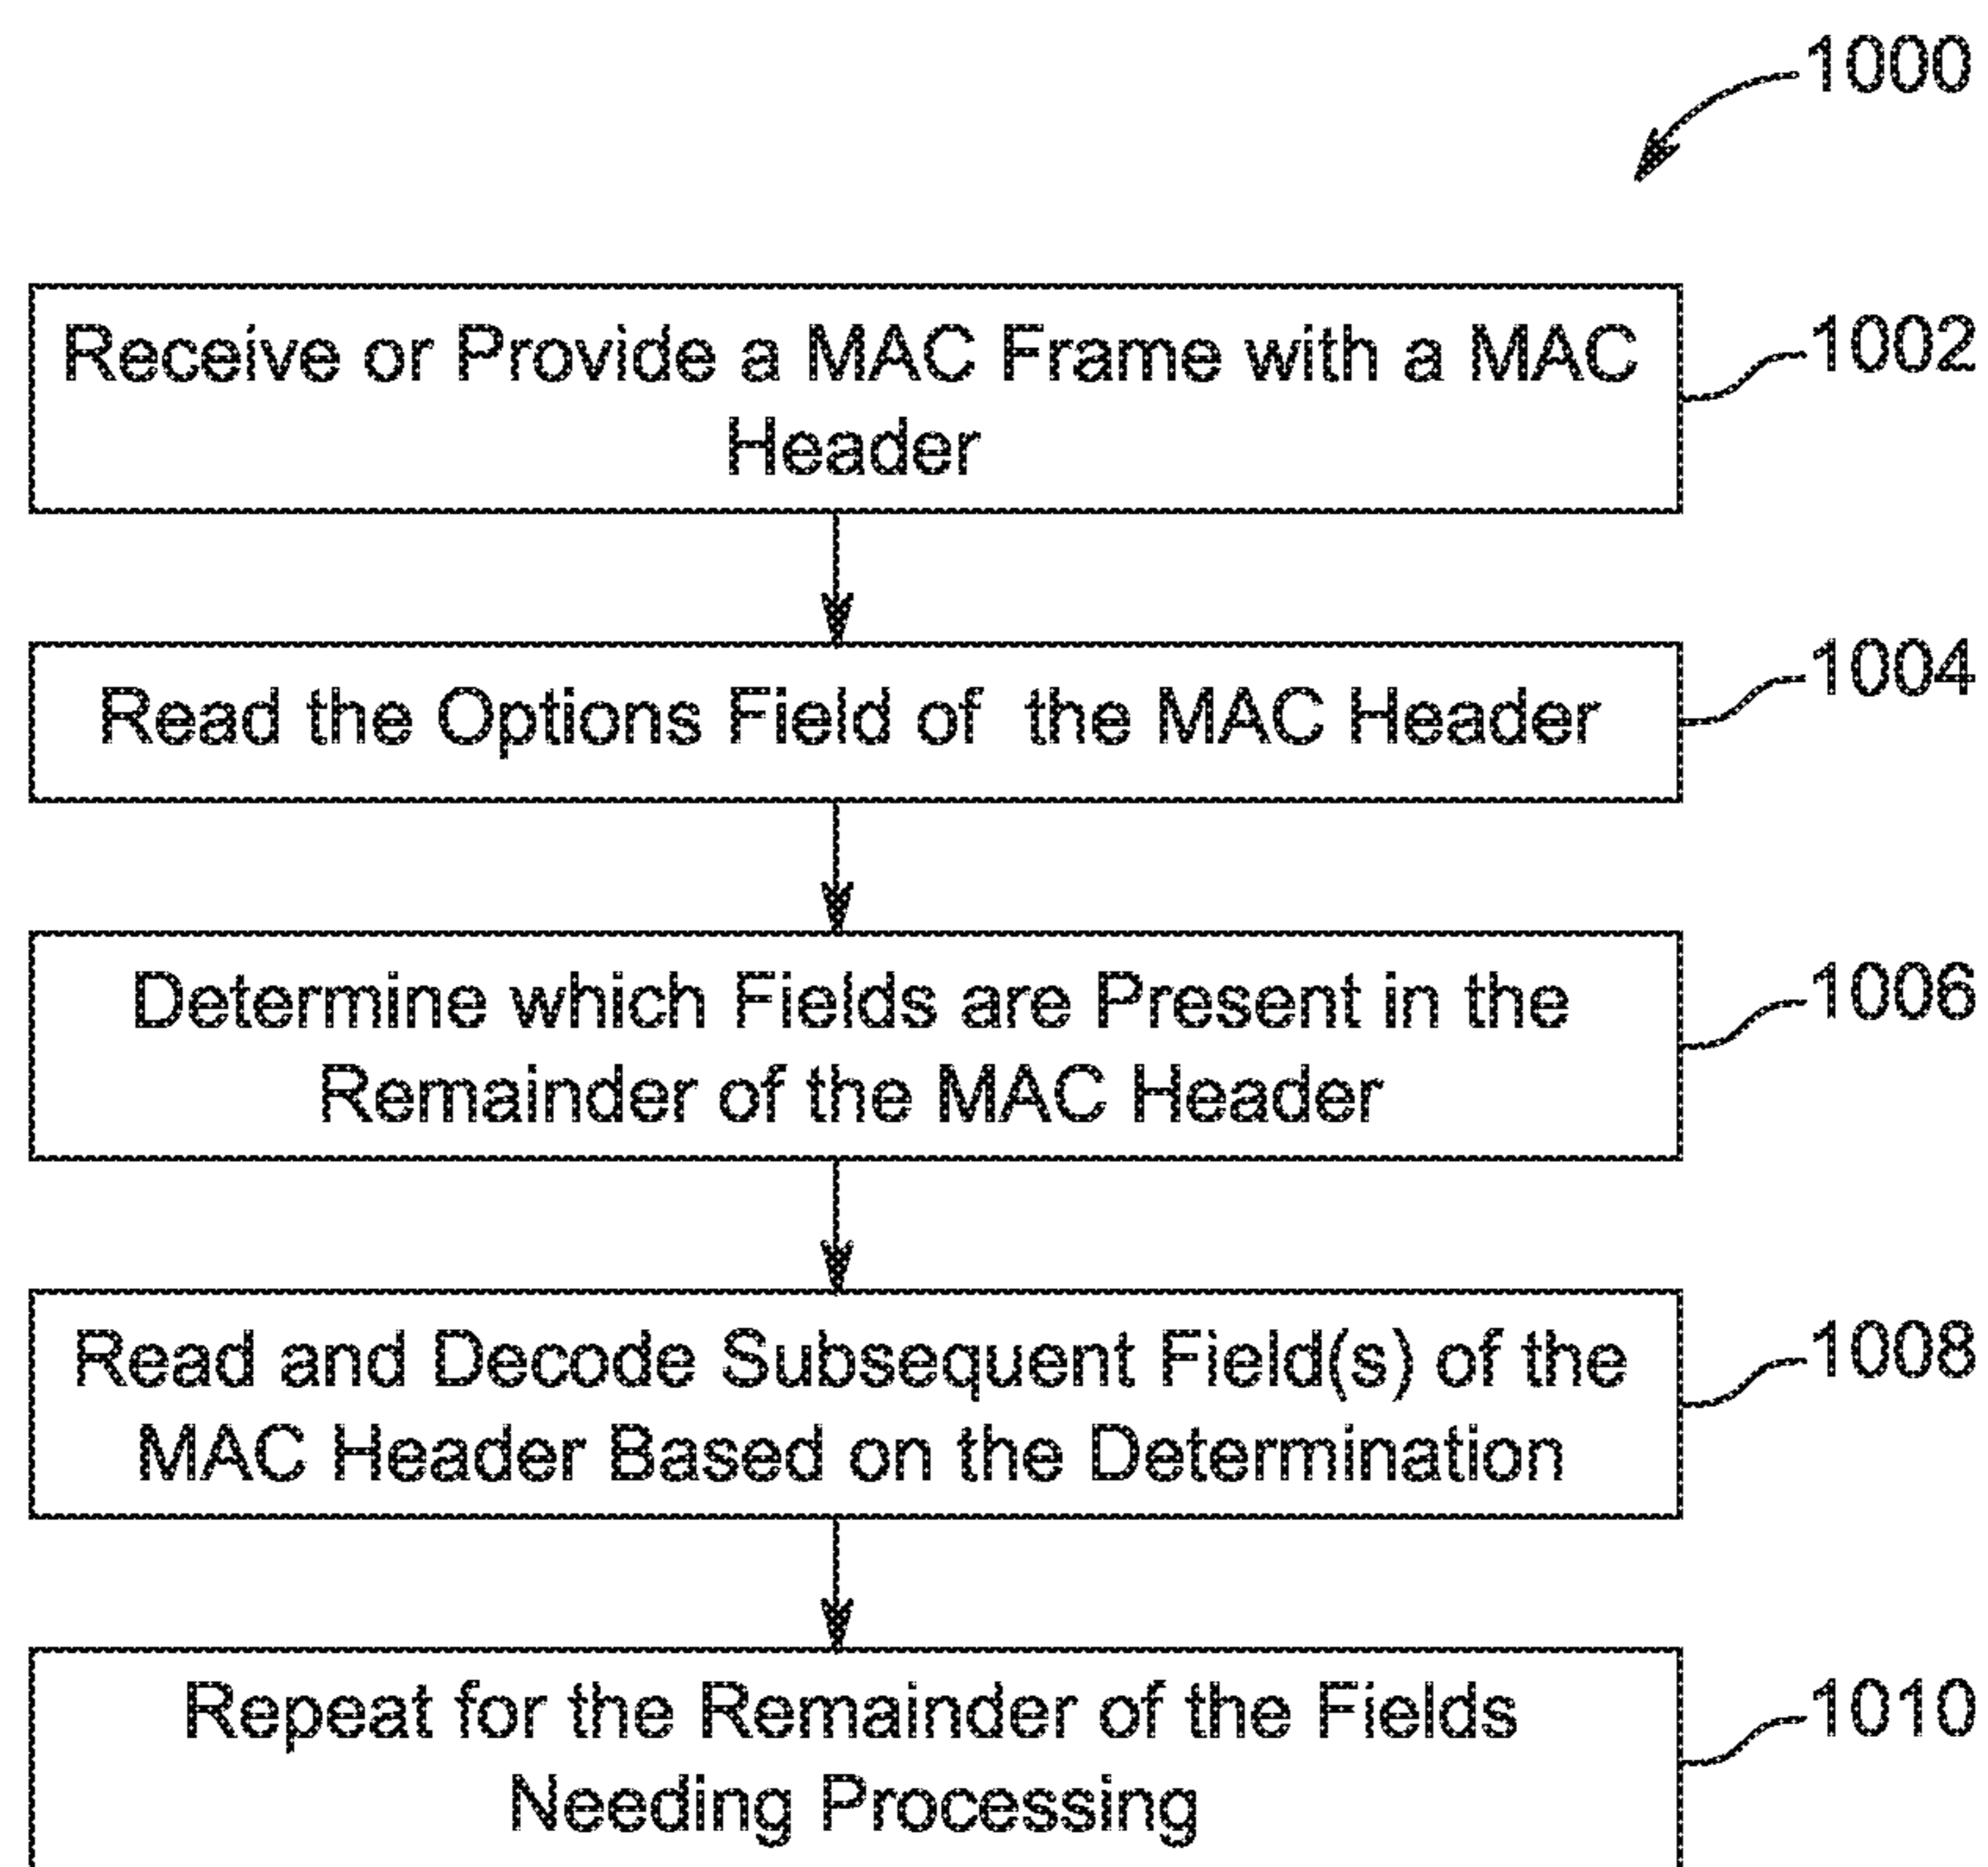 1000
Receive or Provide a MAC Frame with a MAC
Header
1002
Read the Options Field of the MAC Header
1004
Determine which Fields are Present in the
Remainder of the MAC Header
1006
Read and Decode Subsequent Field(s) of the
MAC Header Based on the Determination
1008
Repeat for the Remainder of the Fields
Needing Processing
1010